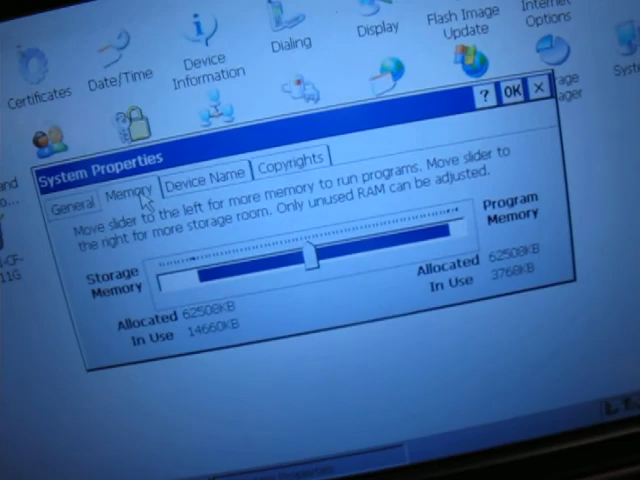 Certificates
Date/Time
Device
Information
Dialing
Display
Flash Image
Update
Internet
Options
System Properties
? OK ×
General Memory Device Name Copyrights
Move slider to the left for more memory to run programs. Move slider to
the right for more storage room. Only unused RAM can be adjusted.
Storage
Memory
Program
Memory
Allocated 62508KB
In Use 14660KB
Allocated 62508KB
In Use 3768KB